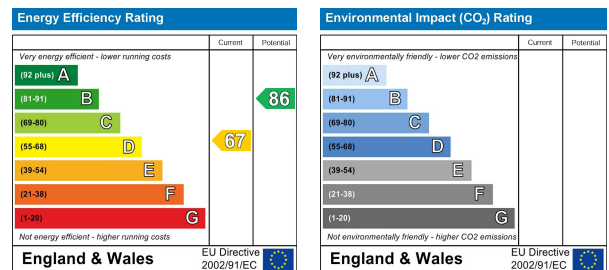 Energy Efficiency Rating
Current Potential
Very energy efficient - lower running costs
(92 plus) A
(81-91) B
(69-80) C
(55-68) D
(39-54) E
(21-38) F
(1-20) G
86
67
Not energy efficient - higher running costs
England & Wales
EU Directive
2002/91/EC
Environmental Impact (CO₂) Rating
Current Potential
Very environmentally friendly - lower CO2 emissions
(92 plus) A
(81-91) B
(69-80) C
(55-68) D
(39-54) E
(21-38) F
(1-20) G
Not environmentally friendly - higher CO2 emissions
England & Wales
EU Directive
2002/91/EC